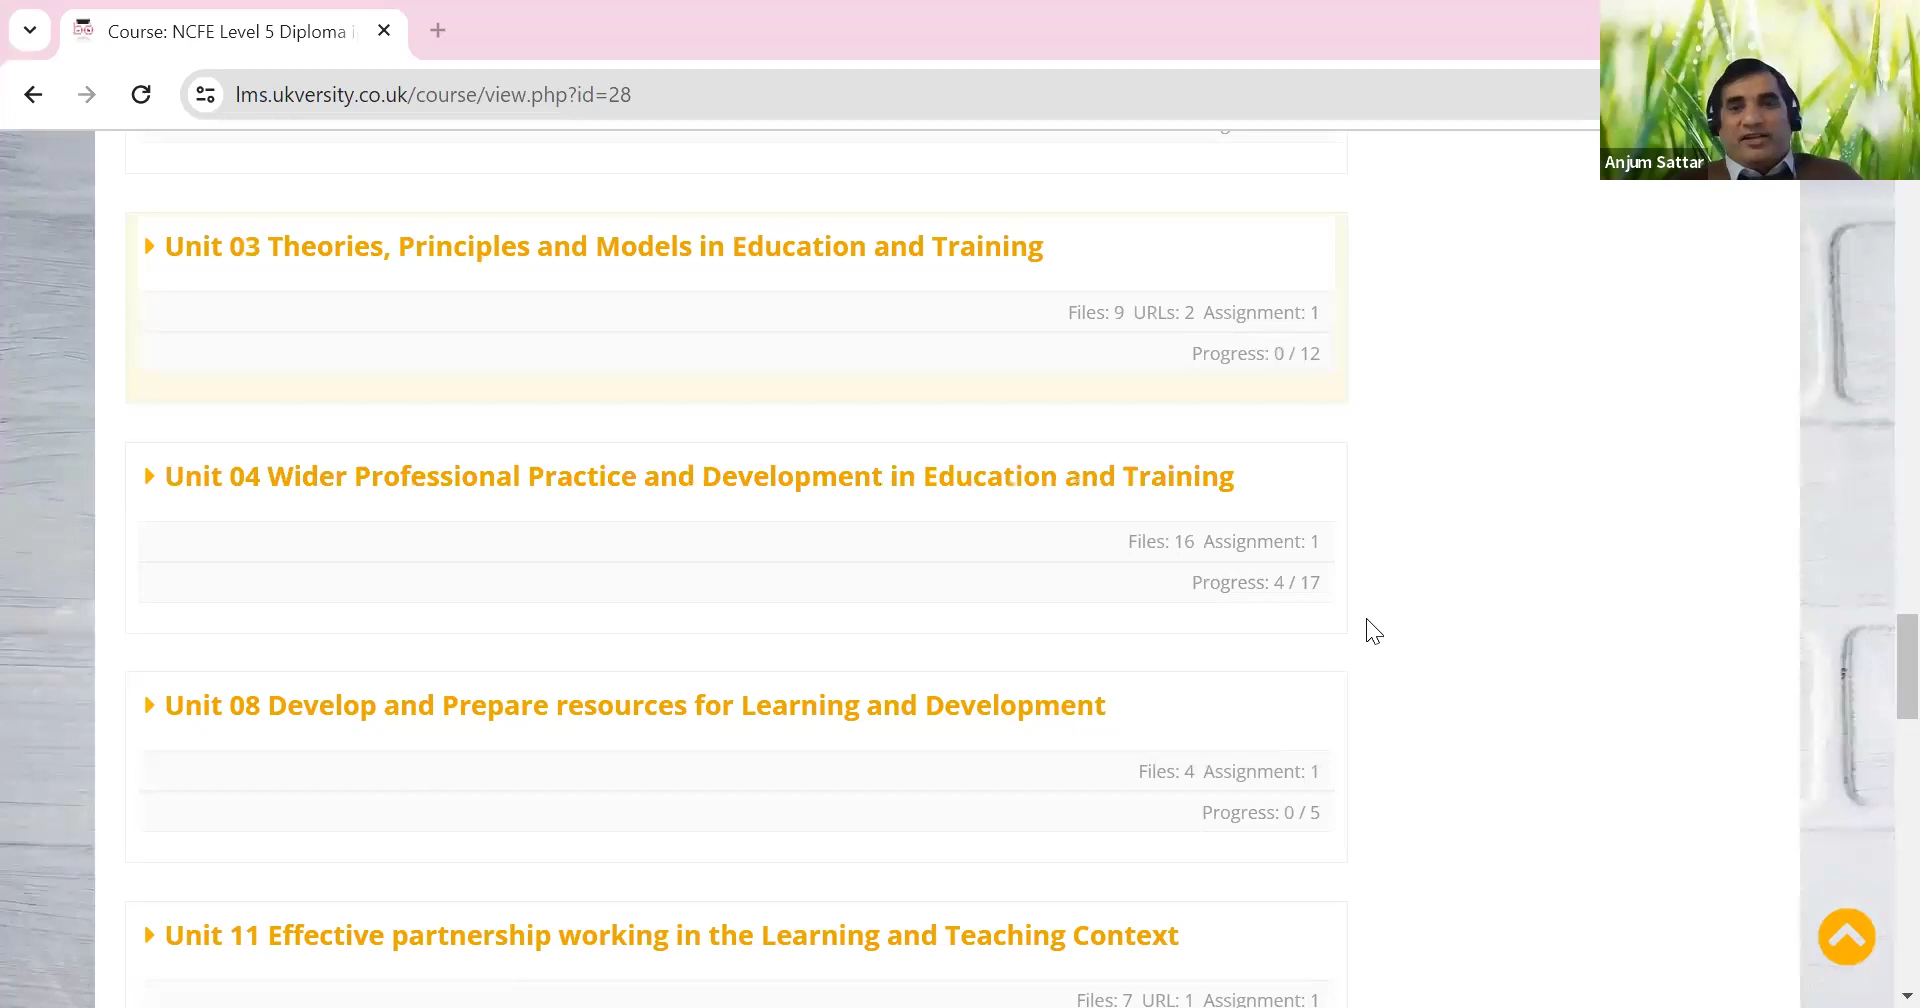 Course: NCFE Level 5 Diploma i
lms.ukversity.co.uk/course/view.php?id=28
Anjum Sattar
Unit 03 Theories, Principles and Models in Education and Training
Files: 9 URLs: 2 Assignment: 1
Progress: 0 / 12
Unit 04 Wider Professional Practice and Development in Education and Training
Files: 16 Assignment: 1
Progress: 4 / 17
Unit 08 Develop and Prepare resources for Learning and Development
Files: 4 Assignment: 1
Progress: 0 / 5
Unit 11 Effective partnership working in the Learning and Teaching Context
Files: 7 URL: 1 Assignment: 1